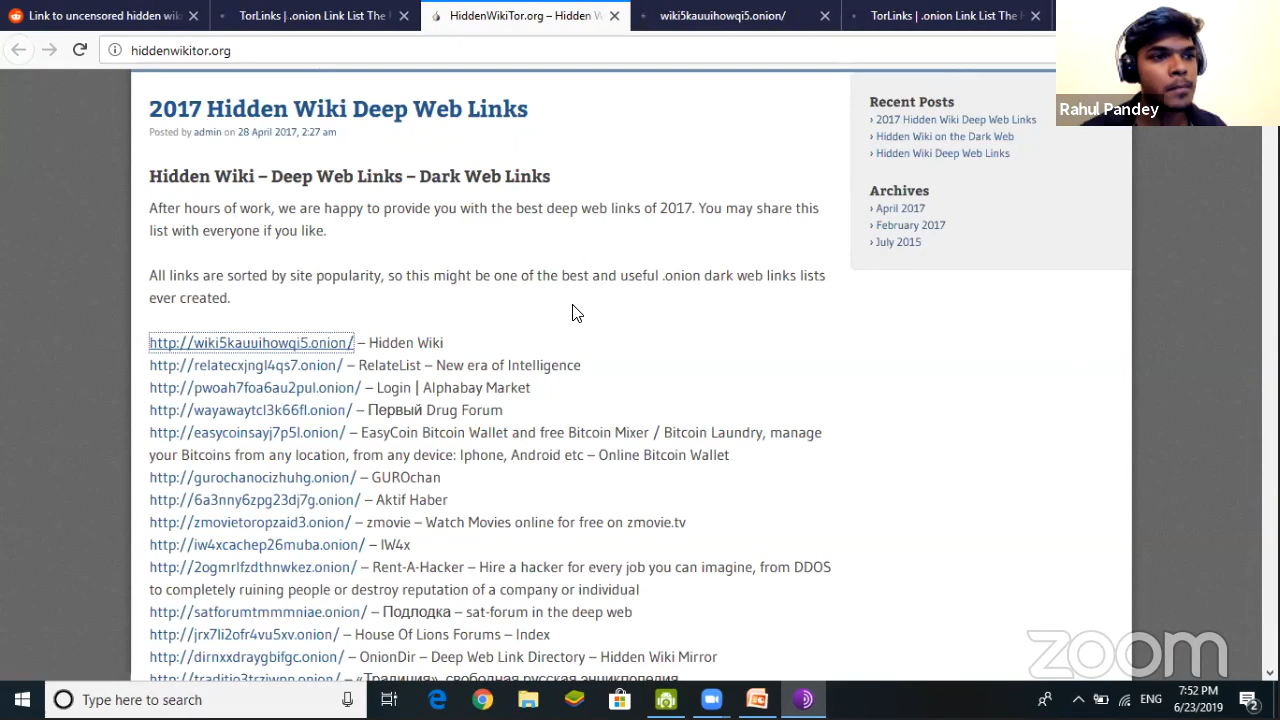 Link to uncensored hidden wiki
TorLinks | .onion Link List The
HiddenWikiTor.org – Hidden W
wiki5kauuihowqi5.onion/
TorLinks | .onion Link List The
hiddenwikitor.org
Rahul Pandey
2017 Hidden Wiki Deep Web Links
Posted by admin on 28 April 2017, 2:27 am
Hidden Wiki – Deep Web Links – Dark Web Links
After hours of work, we are happy to provide you with the best deep web links of 2017. You may share this
list with everyone if you like.
All links are sorted by site popularity, so this might be one of the best and useful .onion dark web links lists
ever created.
http://wiki5kauuihowqi5.onion/ – Hidden Wiki
http://relatecxjngl4qs7.onion/ – RelateList – New era of Intelligence
http://pwoah7foa6au2pul.onion/ – Login | Alphabay Market
http://wayawaytcl3k66fl.onion/ – Первый Drug Forum
http://easycoinsayj7p5l.onion/ – EasyCoin Bitcoin Wallet and free Bitcoin Mixer / Bitcoin Laundry, manage
your Bitcoins from any location, from any device: Iphone, Android etc – Online Bitcoin Wallet
http://gurochanocizhuhg.onion/ – GUROchan
http://6a3nny6zpg23dj7g.onion/ – Aktif Haber
http://zmovietoropzaid3.onion/ – zmovie – Watch Movies online for free on zmovie.tv
http://iw4xcachep26muba.onion/ – IW4x
http://2ogmrlfzdthnwkez.onion/ – Rent-A-Hacker – Hire a hacker for every job you can imagine, from DDOS
to completely ruining people or destroy reputation of a company or individual
http://satforumtmmmniae.onion/ – Подлодка – sat-forum in the deep web
http://jrx7li2ofr4vu5xv.onion/ – House Of Lions Forums – Index
http://dirnxxdraygbifgc.onion/ – OnionDir – Deep Web Link Directory – Hidden Wiki Mirror
– «Традиция», свободная русская энциклопедия
Recent Posts
› 2017 Hidden Wiki Deep Web Links
› Hidden Wiki on the Dark Web
› Hidden Wiki Deep Web Links
Archives
› April 2017
› February 2017
› July 2015
zoom
Type here to search
ENG
7:52 PM
6/23/2019
2